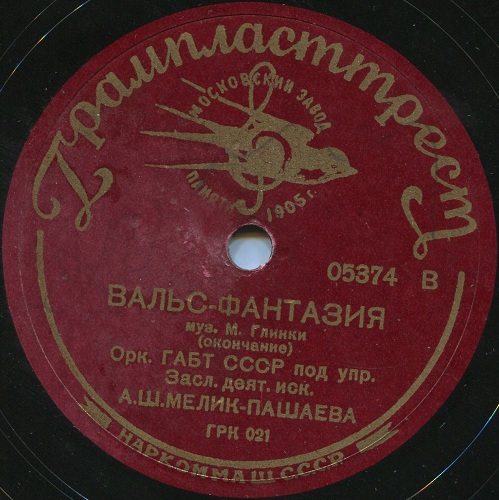 Грампласттрест
МОСКОВСКИЙ ЗАВОД
ПАМЯТИ 1905 г.
05374 В
ВАЛЬС-ФАНТАЗИЯ
муз. М. Глинки
(окончание)
Орк. ГАБТ СССР под упр.
Засл. деят. иск.
А.Ш.МЕЛИК-ПАШАЕВА
ГРК 021
НАРКОММАШ СССР